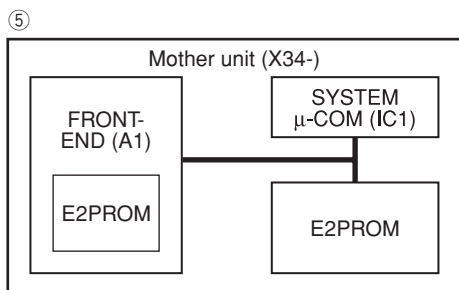 ⑤
Mother unit (X34-)
FRONT-
END (A1)
E2PROM
SYSTEM
μ-COM (IC1)
E2PROM